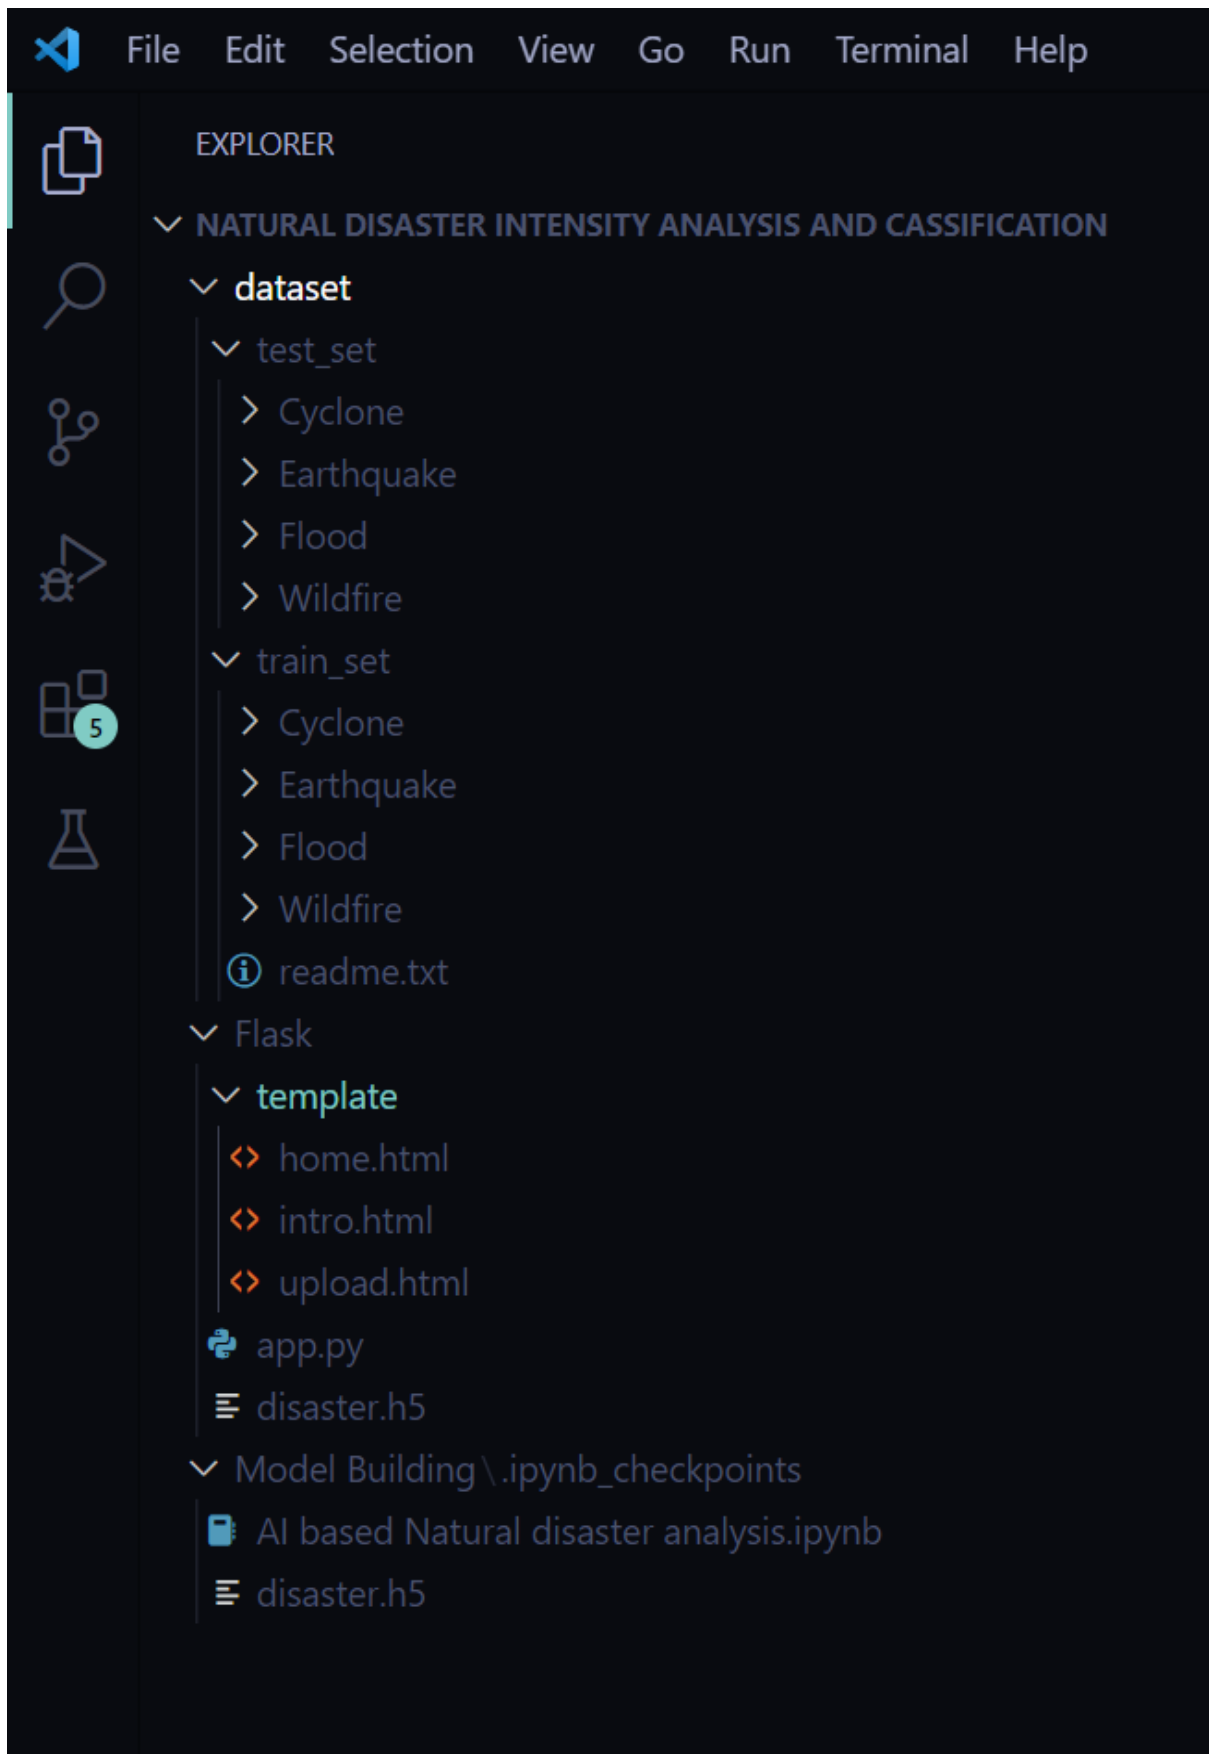 File Edit Selection View Go Run Terminal Help
EXPLORER
NATURAL DISASTER INTENSITY ANALYSIS AND CASSIFICATION
dataset
test_set
Cyclone
Earthquake
Flood
Wildfire
train_set
Cyclone
Earthquake
Flood
Wildfire
readme.txt
Flask
template
home.html
intro.html
upload.html
app.py
disaster.h5
Model Building\.ipynb_checkpoints
AI based Natural disaster analysis.ipynb
disaster.h5
5